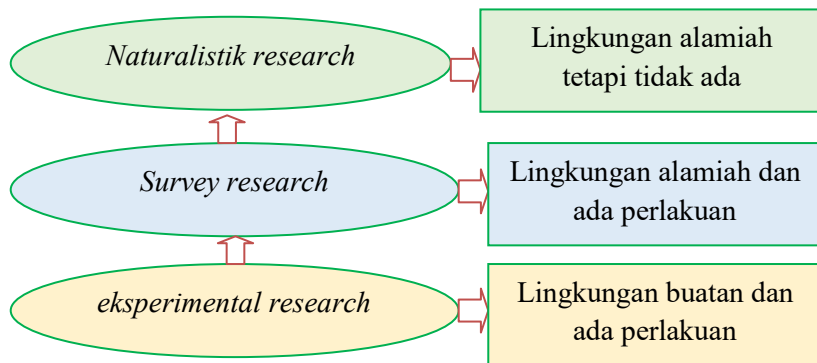 Naturalistik research
Lingkungan alamiah
tetapi tidak ada
Survey research
Lingkungan alamiah dan
ada perlakuan
eksperimental research
Lingkungan buatan dan
ada perlakuan